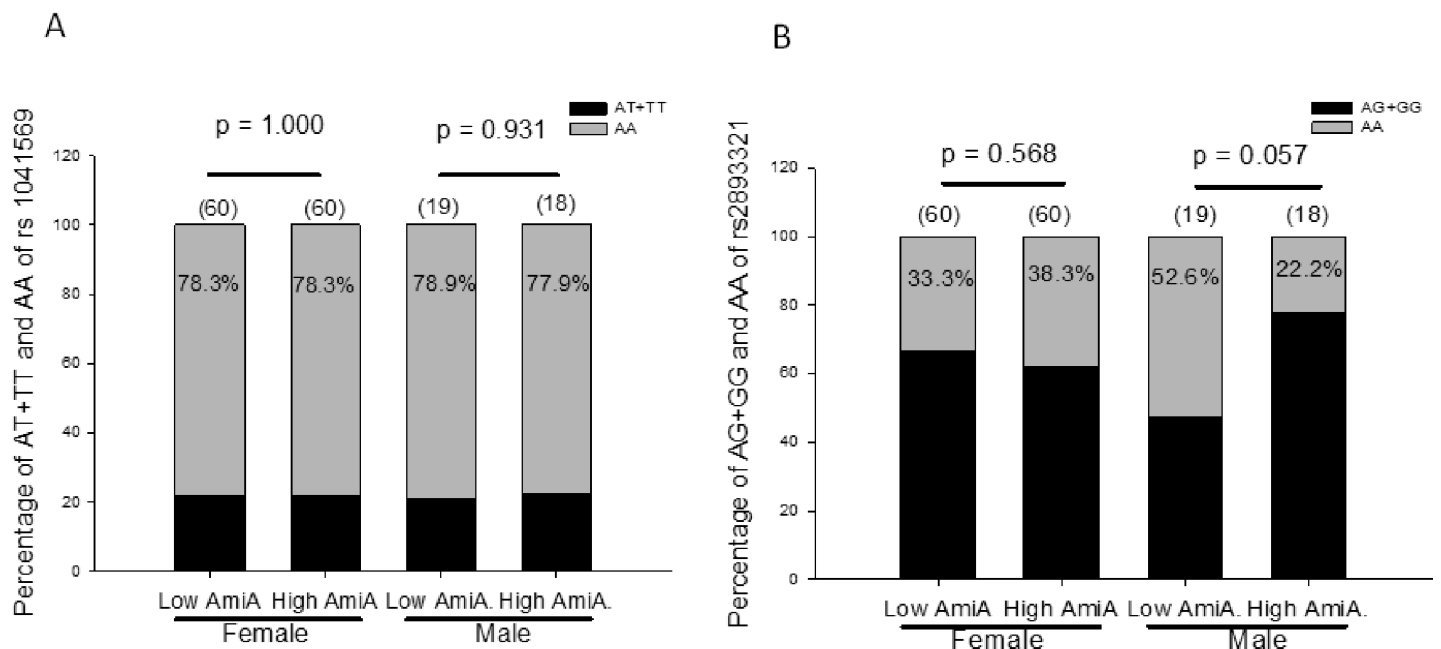 A
Percentage of AT+TT and AA of rs 1041569
AT+TT
AA
p = 1.000
p = 0.931
120
100
80
60
40
20
0
(60)
(60)
(19)
(18)
78.3%
78.3%
78.9%
77.9%
Low AmiA
High AmiA
Low AmiA.
High AmiA.
Female
Male
B
Percentage of AG+GG and AA of rs2893321
AG+GG
AA
p = 0.568
p = 0.057
120
100
80
60
40
20
0
(60)
(60)
(19)
(18)
33.3%
38.3%
52.6%
22.2%
Low AmiA
High AmiA
Low AmiA.
High AmiA.
Female
Male